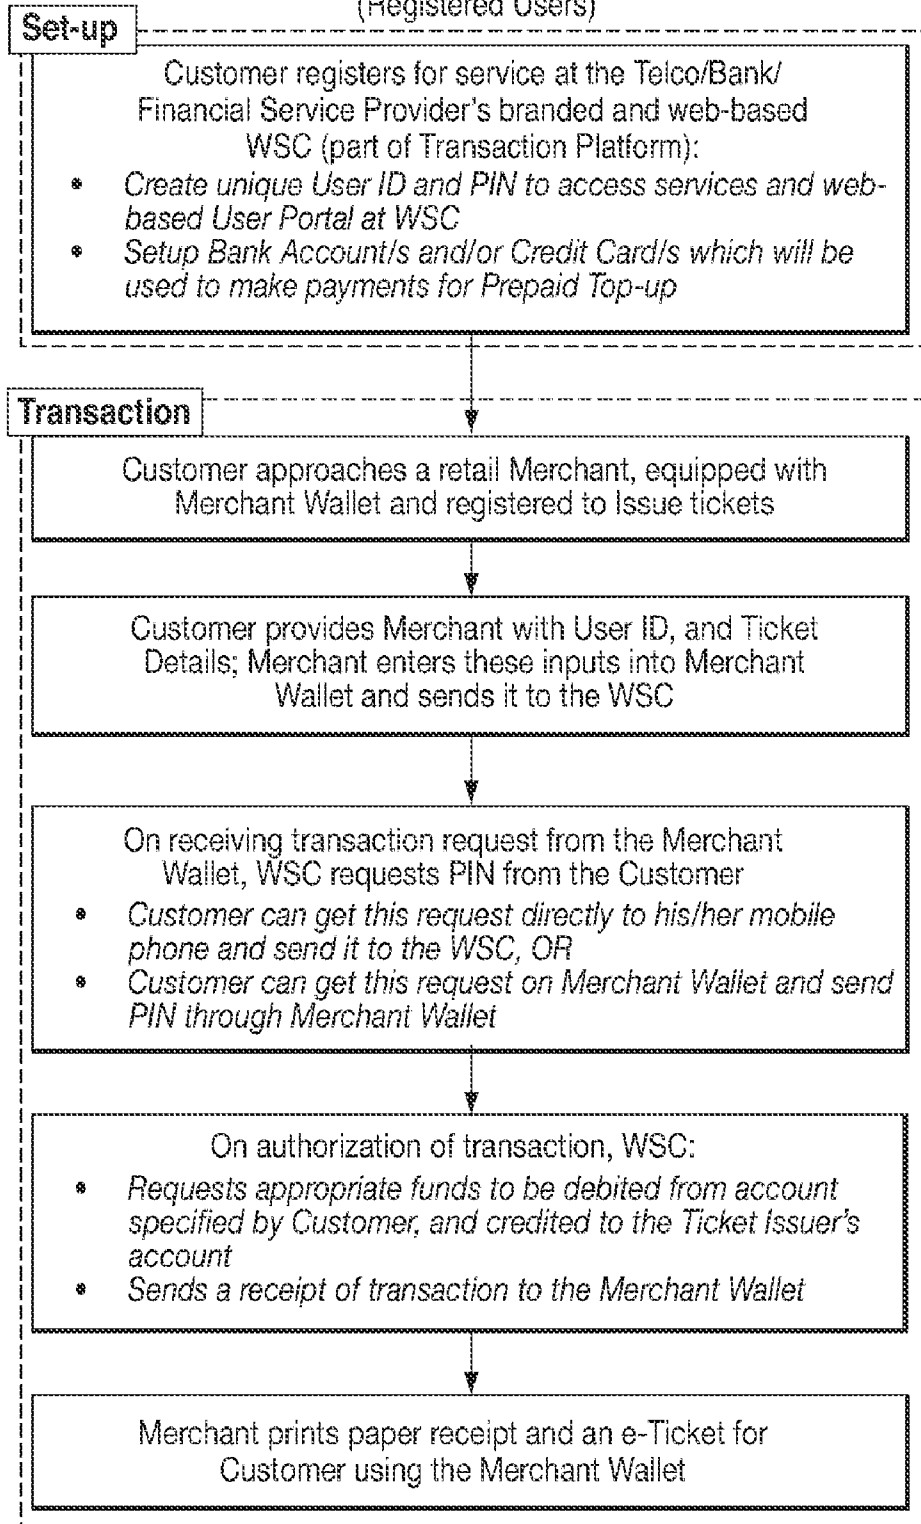 (Registered Users)
Set-up
Customer registers for service at the Telco/Bank/
Financial Service Provider's branded and web-based
WSC (part of Transaction Platform):
• Create unique User ID and PIN to access services and web-
based User Portal at WSC
• Setup Bank Account/s and/or Credit Card/s which will be
used to make payments for Prepaid Top-up
Transaction
Customer approaches a retail Merchant, equipped with
Merchant Wallet and registered to Issue tickets
Customer provides Merchant with User ID, and Ticket
Details; Merchant enters these inputs into Merchant
Wallet and sends it to the WSC
On receiving transaction request from the Merchant
Wallet, WSC requests PIN from the Customer
• Customer can get this request directly to his/her mobile
phone and send it to the WSC, OR
• Customer can get this request on Merchant Wallet and send
PIN through Merchant Wallet
On authorization of transaction, WSC:
• Requests appropriate funds to be debited from account
specified by Customer, and credited to the Ticket Issuer's
account
• Sends a receipt of transaction to the Merchant Wallet
Merchant prints paper receipt and an e-Ticket for
Customer using the Merchant Wallet